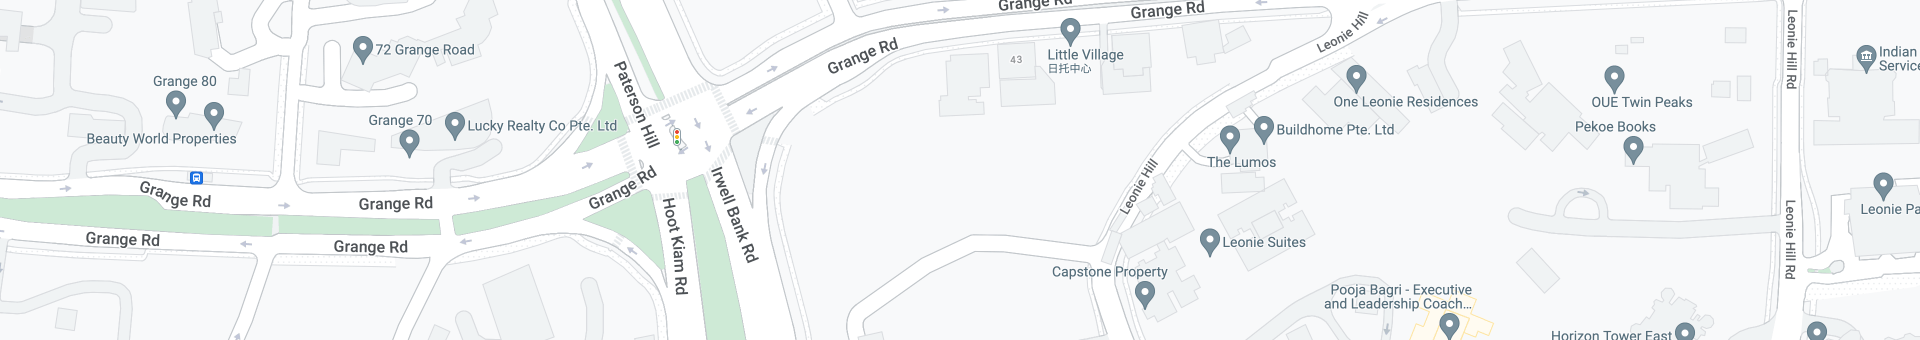 Grange Rd
Grange Rd
Leonie Hill
Leonie Hill Rd
Grange Rd
72 Grange Road
Little Village
日托中心
43
Indian
Service
Paterson Hill
Grange 80
One Leonie Residences
OUE Twin Peaks
Grange 70
Lucky Realty Co Pte. Ltd
Buildhome Pte. Ltd
Pekoe Books
Beauty World Properties
The Lumos
Grange Rd
Grange Rd
Grange Rd
Irwell Bank Rd
Leonie Hill
Leonie Pa
Hoot Kiam Rd
Leonie Hill Rd
Grange Rd
Grange Rd
Leonie Suites
Capstone Property
Pooja Bagri - Executive
and Leadership Coach...
Horizon Tower East